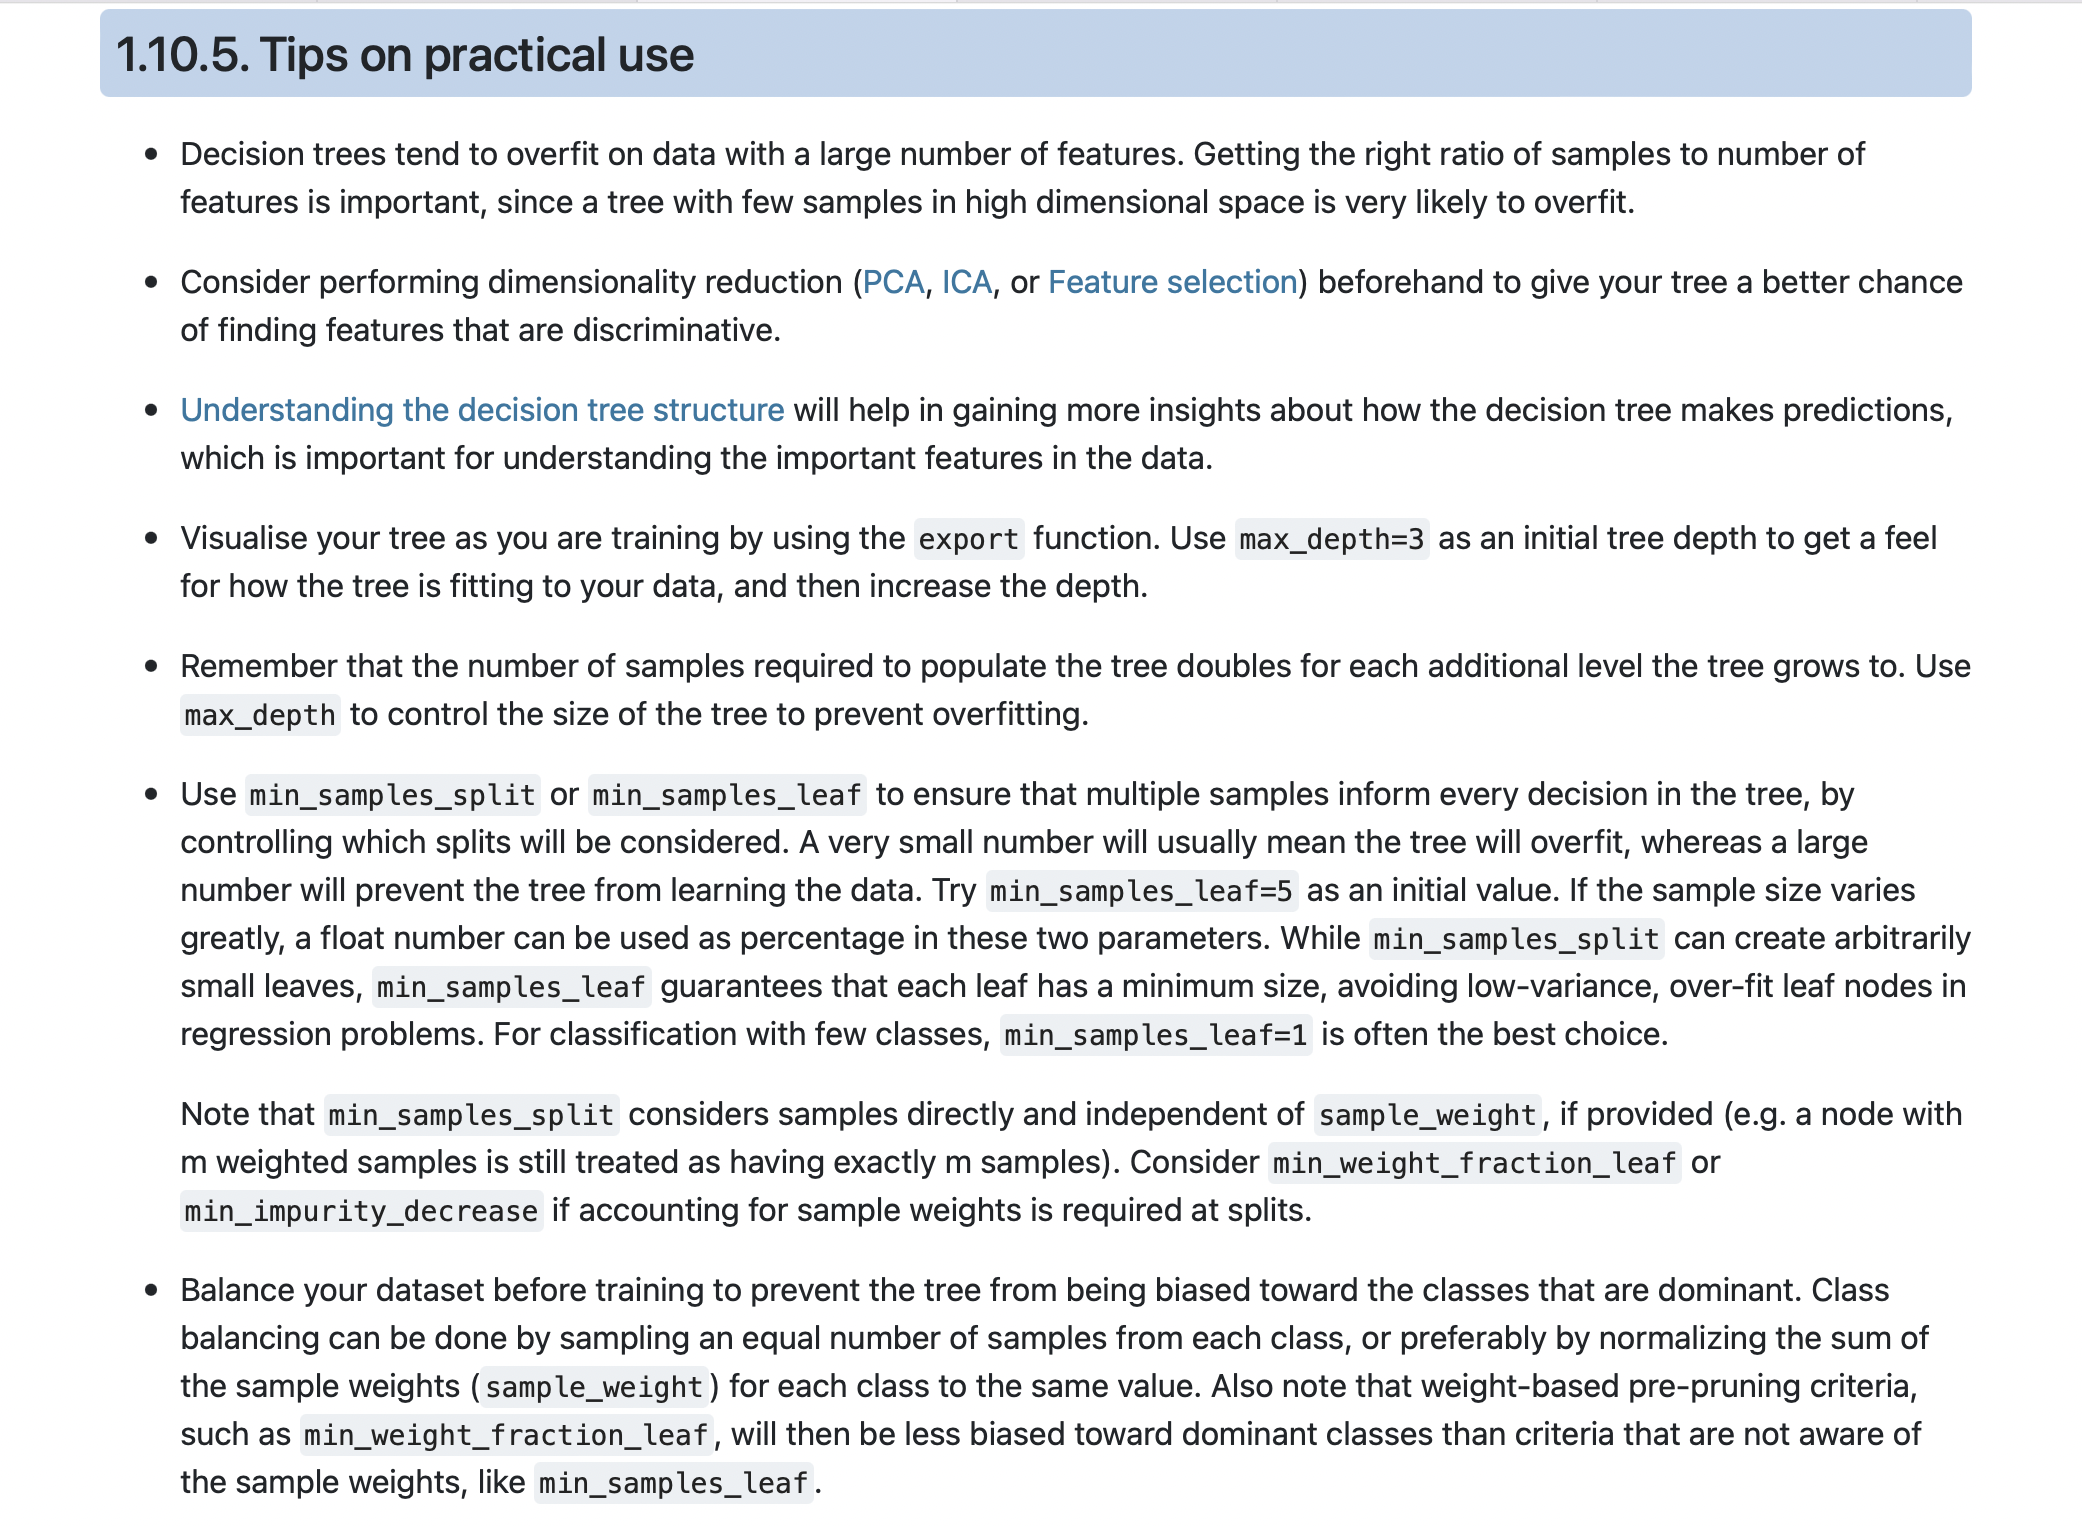 1.10.5. Tips on practical use
• Decision trees tend to overfit on data with a large number of features. Getting the right ratio of samples to number of
features is important, since a tree with few samples in high dimensional space is very likely to overfit.
• Consider performing dimensionality reduction (PCA, ICA, or Feature selection) beforehand to give your tree a better chance
of finding features that are discriminative.
• Understanding the decision tree structure will help in gaining more insights about how the decision tree makes predictions,
which is important for understanding the important features in the data.
• Visualise your tree as you are training by using the export function. Use max_depth=3 as an initial tree depth to get a feel
for how the tree is fitting to your data, and then increase the depth.
• Remember that the number of samples required to populate the tree doubles for each additional level the tree grows to. Use
max_depth to control the size of the tree to prevent overfitting.
• Use min_samples_split or min_samples_leaf to ensure that multiple samples inform every decision in the tree, by
controlling which splits will be considered. A very small number will usually mean the tree will overfit, whereas a large
number will prevent the tree from learning the data. Try min_samples_leaf=5 as an initial value. If the sample size varies
greatly, a float number can be used as percentage in these two parameters. While min_samples_split can create arbitrarily
small leaves, min_samples_leaf guarantees that each leaf has a minimum size, avoiding low-variance, over-fit leaf nodes in
regression problems. For classification with few classes, min_samples_leaf=1 is often the best choice.
Note that min_samples_split considers samples directly and independent of sample_weight, if provided (e.g. a node with
m weighted samples is still treated as having exactly m samples). Consider min_weight_fraction_leaf or
min_impurity_decrease if accounting for sample weights is required at splits.
• Balance your dataset before training to prevent the tree from being biased toward the classes that are dominant. Class
balancing can be done by sampling an equal number of samples from each class, or preferably by normalizing the sum of
the sample weights (sample_weight) for each class to the same value. Also note that weight-based pre-pruning criteria,
such as min_weight_fraction_leaf, will then be less biased toward dominant classes than criteria that are not aware of
the sample weights, like min_samples_leaf.